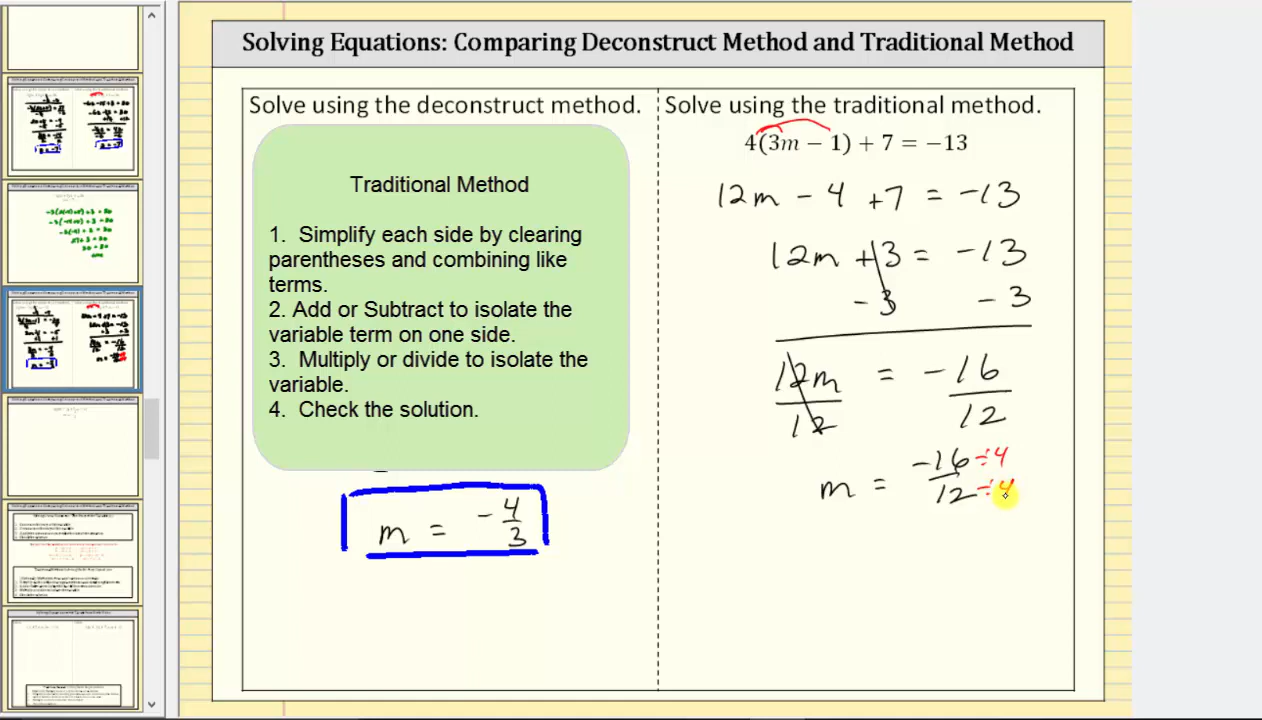 Solving Equations: Comparing Deconstruct Method and Traditional Method
Solve using the deconstruct method.
Traditional Method
1. Simplify each side by clearing
parentheses and combining like
terms.
2. Add or Subtract to isolate the
variable term on one side.
3. Multiply or divide to isolate the
variable.
4. Check the solution.
m = -4/3
Solve using the traditional method.
4(3m − 1) + 7 = −13
12m - 4 +7 = -13
12m +3 = -13
-3 -3
12m = -16
12 12
m = -16÷4
12÷4